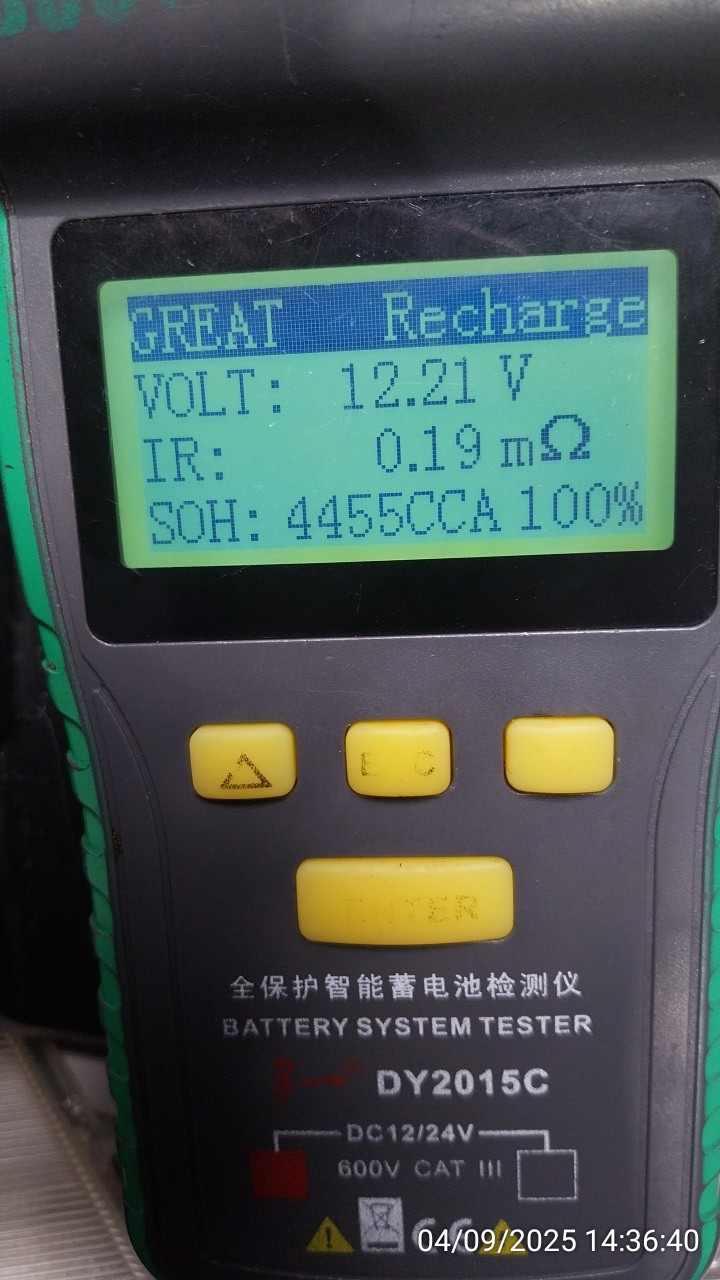 GREAT Recharge
VOLT: 12.21 V
IR: 0.19 mΩ
SOH: 4455CCA 100%
E C
ENTER
全保护智能蓄电池检测仪
BATTERY SYSTEM TESTER
DY2015C
DC12/24V
600V CAT III
CE
04/09/2025 14:36:40